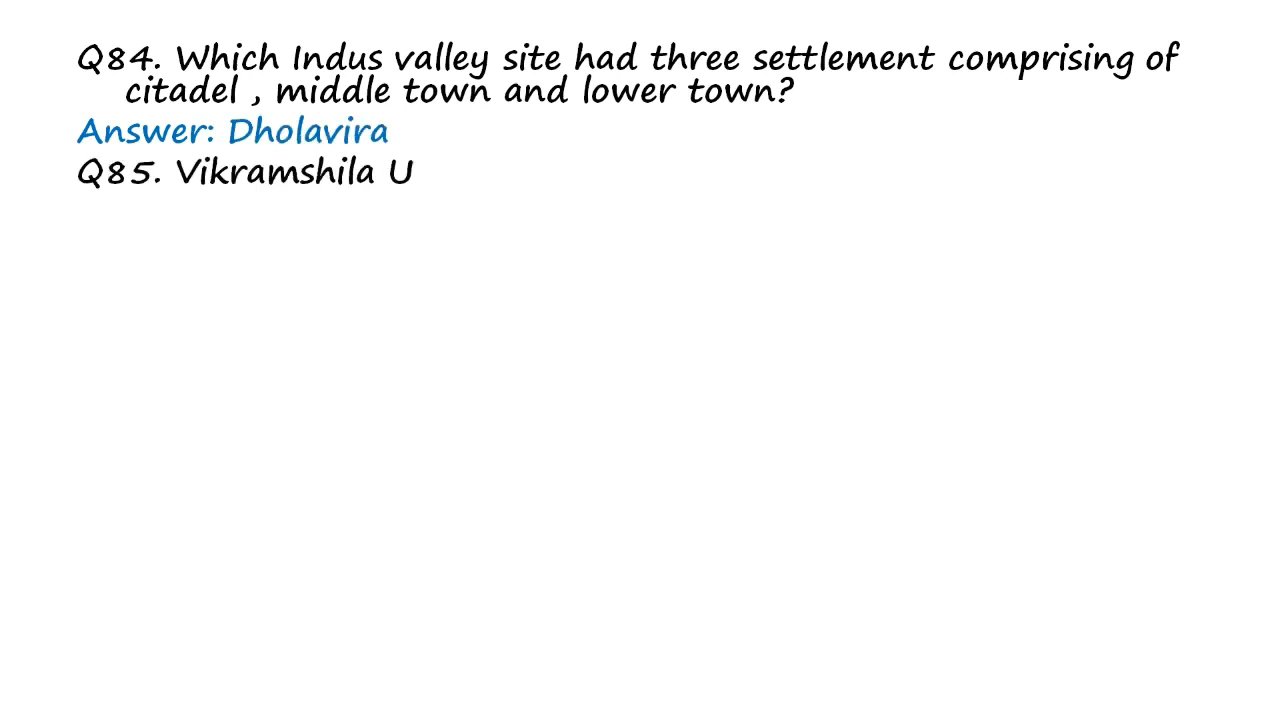 Q84. Which Indus valley site had three settlement comprising of
citadel , middle town and lower town?
Answer: Dholavira
Q85. Vikramshila U